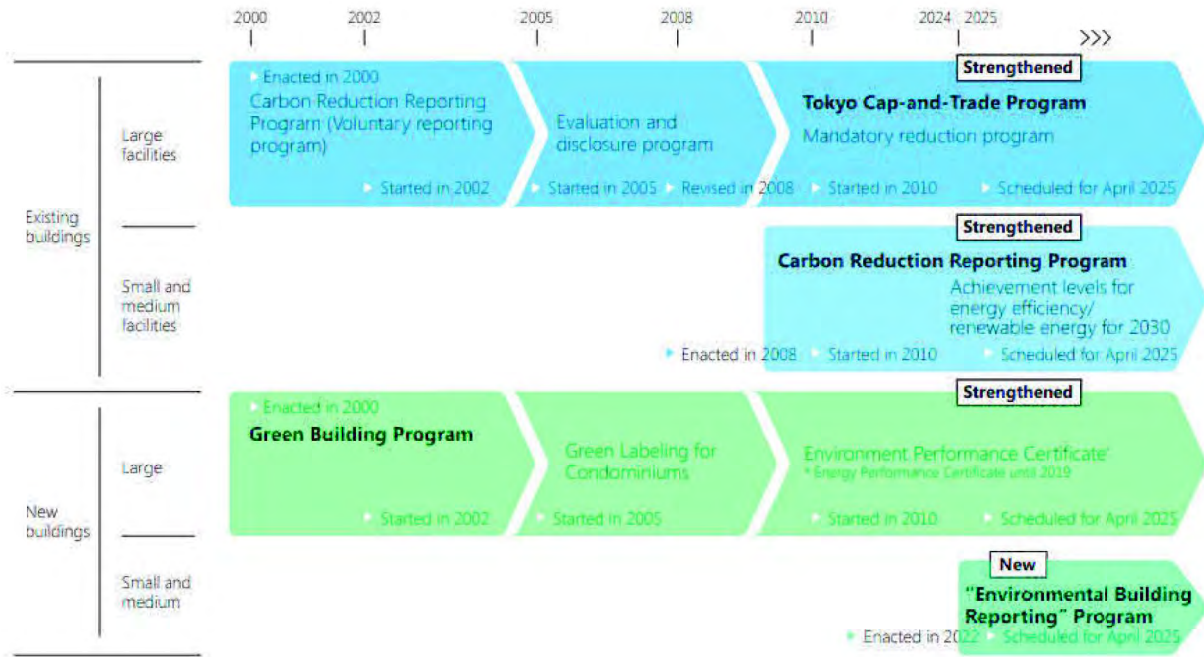 2000 2002 2005 2008 2010 2024 2025
Strengthened
Enacted in 2000
Carbon Reduction Reporting
Program (Voluntary reporting
program)
Started in 2002
Evaluation and
disclosure program
Started in 2005
Revised in 2008
Tokyo Cap-and-Trade Program
Mandatory reduction program
Started in 2010
Scheduled for April 2025
Large
facilities
Existing
buildings
Small and
medium
facilities
Strengthened
Carbon Reduction Reporting Program
Achievement levels for
energy efficiency/
renewable energy for 2030
Enacted in 2008
Started in 2010
Scheduled for April 2025
Strengthened
Enacted in 2000
Green Building Program
Started in 2002
Green Labeling for
Condominiums
Started in 2005
Environment Performance Certificate*
* Energy Performance Certificate until 2019
Started in 2010
Scheduled for April 2025
Large
New
buildings
Small and
medium
New
"Environmental Building
Reporting" Program
Enacted in 2022
Scheduled for April 2025